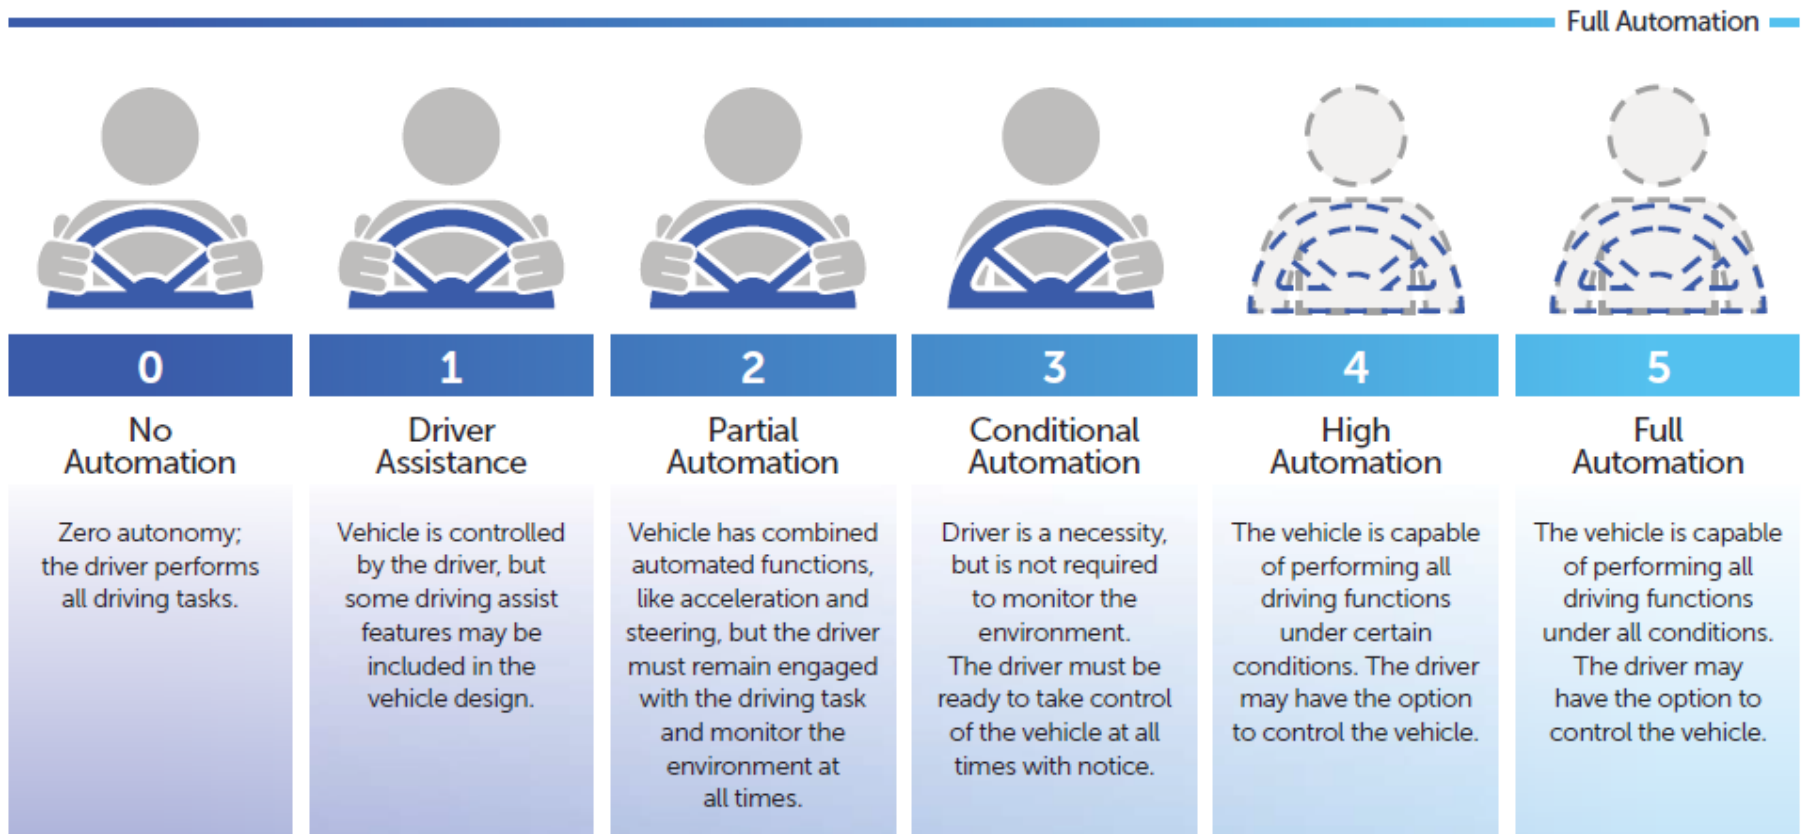 Full Automation
0
No
Automation
Zero autonomy;
the driver performs
all driving tasks.
1
Driver
Assistance
Vehicle is controlled
by the driver, but
some driving assist
features may be
included in the
vehicle design.
2
Partial
Automation
Vehicle has combined
automated functions,
like acceleration and
steering, but the driver
must remain engaged
with the driving task
and monitor the
environment at
all times.
3
Conditional
Automation
Driver is a necessity,
but is not required
to monitor the
environment.
The driver must be
ready to take control
of the vehicle at all
times with notice.
4
High
Automation
The vehicle is capable
of performing all
driving functions
under certain
conditions. The driver
may have the option
to control the vehicle.
5
Full
Automation
The vehicle is capable
of performing all
driving functions
under all conditions.
The driver may
have the option to
control the vehicle.